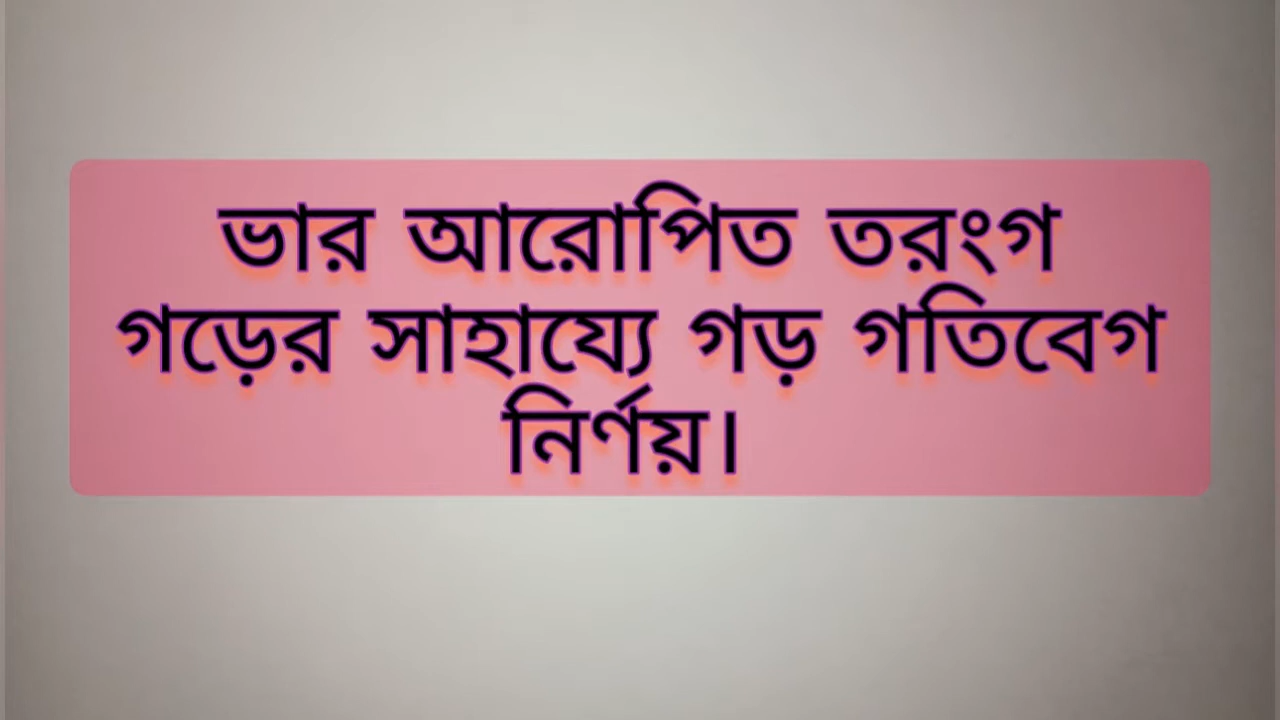 ভার আরোপিত তরংগ
গড়ের সাহায্যে গড় গতিবেগ
নির্ণয়।